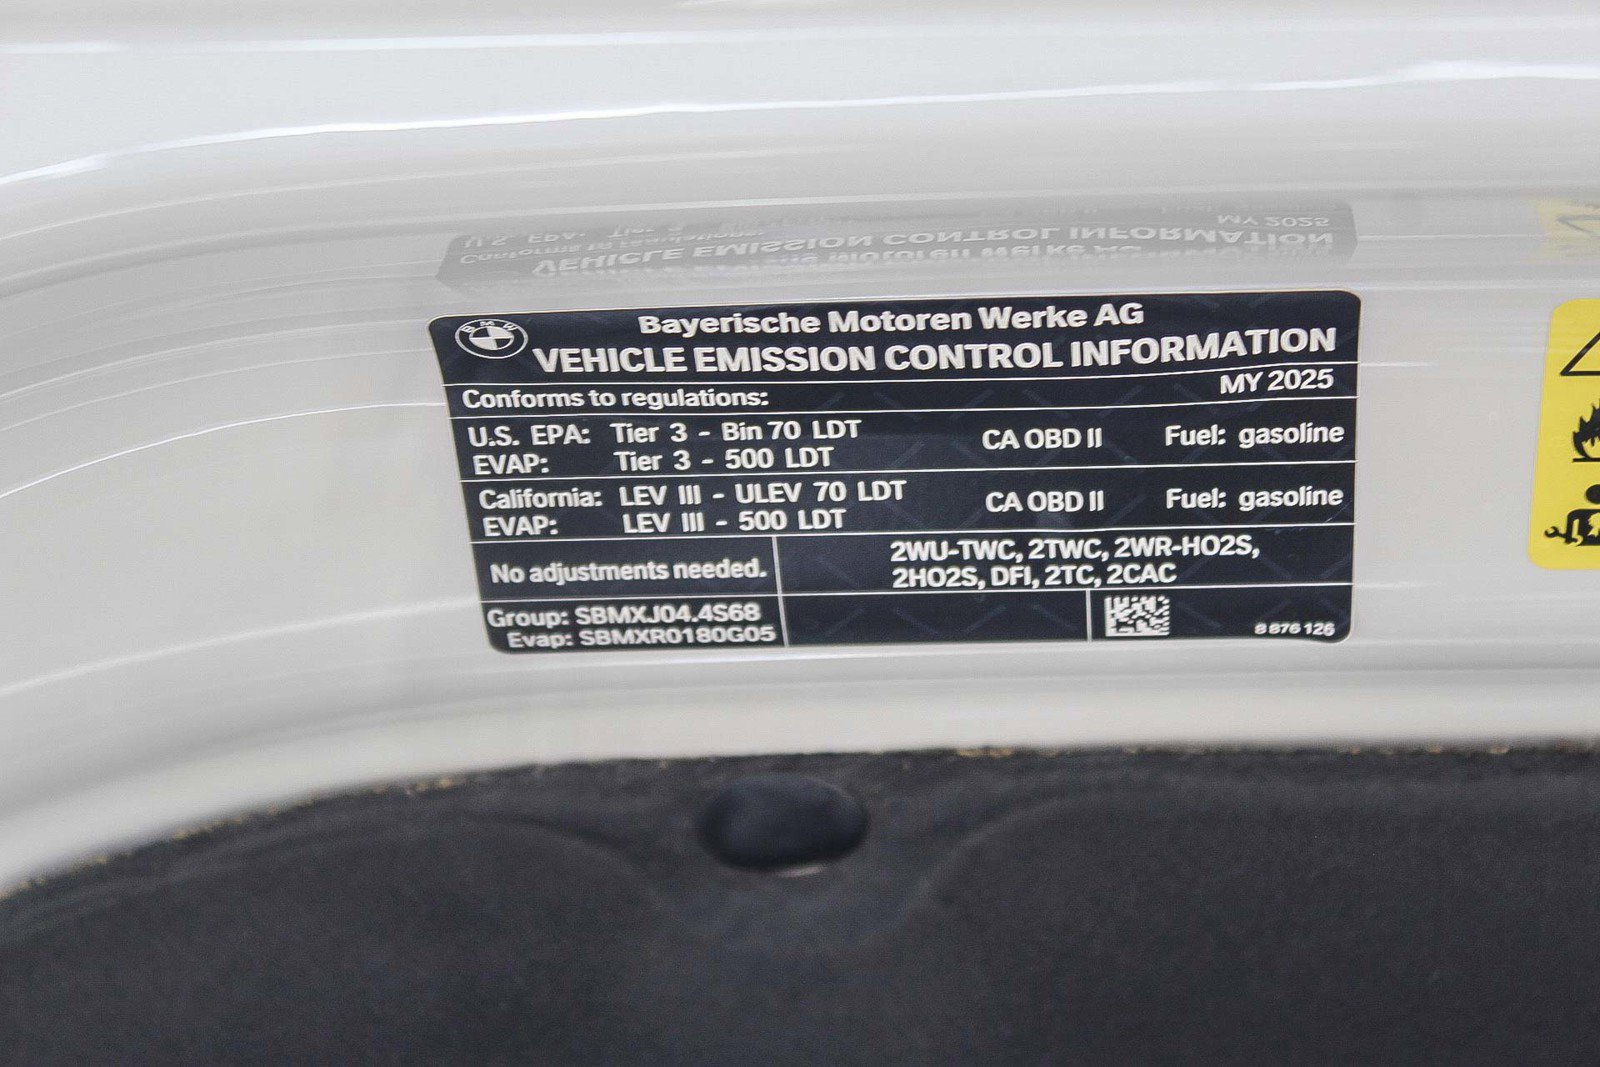 BMW
Bayerische Motoren Werke AG
VEHICLE EMISSION CONTROL INFORMATION
Conforms to regulations: MY 2025
U.S. EPA: Tier 3 - Bin 70 LDT CA OBD II Fuel: gasoline
EVAP: Tier 3 - 500 LDT
California: LEV III - ULEV 70 LDT CA OBD II Fuel: gasoline
EVAP: LEV III - 500 LDT
No adjustments needed.
2WU-TWC, 2TWC, 2WR-HO2S,
2HO2S, DFI, 2TC, 2CAC
Group: SBMXJ04.4S68
Evap: SBMXR0180G05
8 876 126